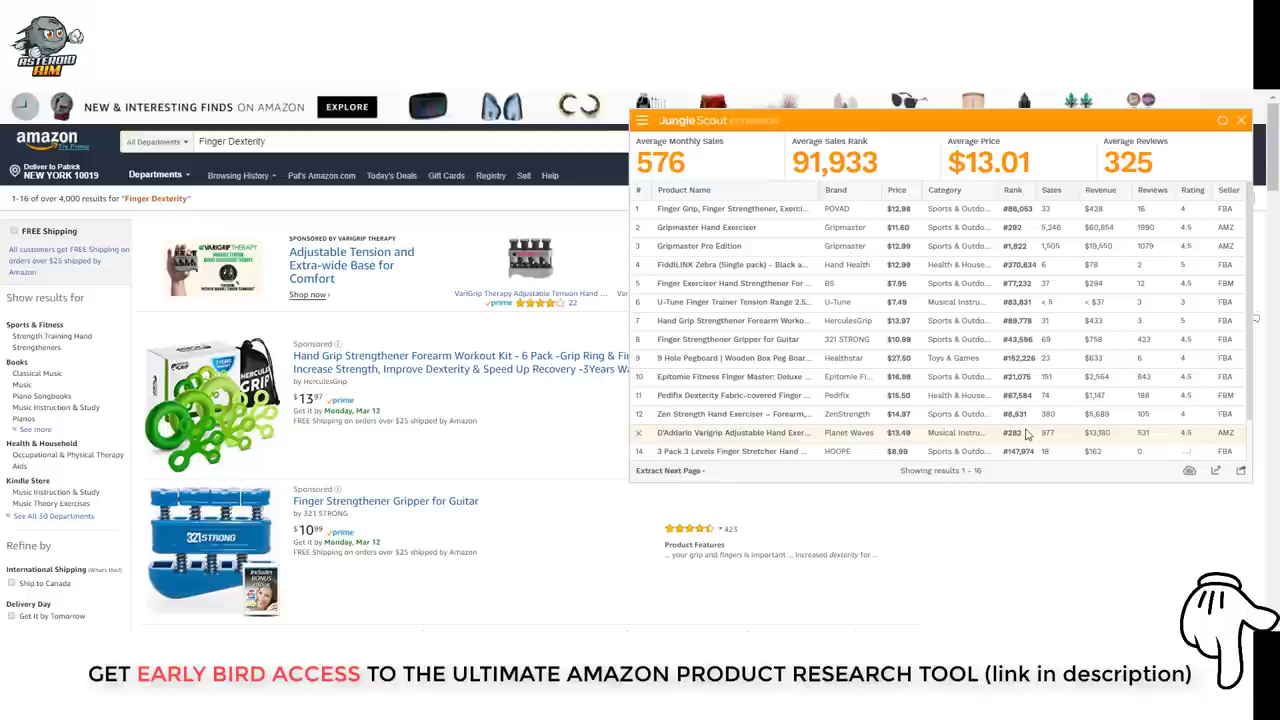 ASTEROID
AIM
NEW & INTERESTING FINDS ON AMAZON EXPLORE
amazon
Try Prime
All Departments
Finger Dexterity
Deliver to Patrick
NEW YORK 10019
Departments
Browsing History
Pat's Amazon.com
Today's Deals
Gift Cards
Registry
Sell
Help
1-16 of over 4,000 results for "Finger Dexterity"
FREE Shipping
All customers get FREE Shipping on
orders over $25 shipped by
Amazon
Show results for
Sports & Fitness
Strength Training Hand
Strengtheners
Books
Classical Music
Music
Piano Songbooks
Music Instruction & Study
Pianos
See more
Health & Household
Occupational & Physical Therapy
Aids
Kindle Store
Music Instruction & Study
Music Theory Exercises
See All 30 Departments
Refine by
International Shipping (What's this?)
Ship to Canada
Delivery Day
Get It by Tomorrow
SPONSORED BY VARIGRIP THERAPY
Adjustable Tension and
Extra-wide Base for
Comfort
Shop now ›
VariGrip Therapy Adjustable Tension Hand ...
prime 22
Sponsored
Hand Grip Strengthener Forearm Workout Kit - 6 Pack -Grip Ring & Fi
Increase Strength, Improve Dexterity & Speed Up Recovery -3Years Wa
by HerculesGrip
$13.97 prime
Get it by Monday, Mar 12
FREE Shipping on orders over $25 shipped by Amazon
Sponsored
Finger Strengthener Gripper for Guitar
by 321 STRONG
$10.99 prime
Get it by Monday, Mar 12
FREE Shipping on orders over $25 shipped by Amazon
321STRONG
423
Product Features
... your grip and fingers is important ... increased dexterity for ...
Jungle Scout EXTENSION
Average Monthly Sales
576
Average Sales Rank
91,933
Average Price
$13.01
Average Reviews
325
# Product Name Brand Price Category Rank Sales Revenue Reviews Rating Seller
1 Finger Grip, Finger Strengthener, Exerci... POVAD $12.98 Sports & Outdo... #86,053 33 $428 16 4 FBA
2 Gripmaster Hand Exerciser Gripmaster $11.60 Sports & Outdo... #292 5,246 $60,854 1990 4.5 AMZ
3 Gripmaster Pro Edition Gripmaster $12.99 Sports & Outdo... #1,822 1,505 $19,550 1079 4.5 AMZ
4 FiddlLINK Zebra (Single pack) - Black a... Hand Health $12.99 Health & House... #370,834 6 $78 2 5 FBA
5 Finger Exerciser Hand Strengthener For ... BS $7.95 Sports & Outdo... #77,232 37 $294 12 4.5 FBM
6 U-Tune Finger Trainer Tension Range 2.5... U-Tune $7.49 Musical Instru... #83,831 < 5 < $37 3 3 FBA
7 Hand Grip Strengthener Forearm Worko... HerculesGrip $13.97 Sports & Outdo... #89,778 31 $433 3 5 FBA
8 Finger Strengthener Gripper for Guitar 321 STRONG $10.99 Sports & Outdo... #43,596 69 $758 423 4.5 FBA
9 9 Hole Pegboard | Wooden Box Peg Boar... Healthstar $27.50 Toys & Games #152,226 23 $633 6 4 FBA
10 Epitomie Fitness Finger Master: Deluxe ... Epitomie Fi... $16.98 Sports & Outdo... #21,075 151 $2,564 843 4.5 FBA
11 Pedifix Dexterity Fabric-covered Finger ... Pedifix $15.50 Health & House... #67,584 74 $1,147 188 4.5 FBM
12 Zen Strength Hand Exerciser – Forearm,... ZenStrength $14.97 Sports & Outdo... #8,531 380 $5,689 105 4 FBA
× D'Addario Varigrip Adjustable Hand Exer... Planet Waves $13.49 Musical Instru... #282 977 $13,180 531 4.5 AMZ
14 3 Pack 3 Levels Finger Stretcher Hand ... HOOPE $8.99 Sports & Outdo... #147,974 18 $162 0 --/ FBA
Extract Next Page Showing results 1 - 16
GET EARLY BIRD ACCESS TO THE ULTIMATE AMAZON PRODUCT RESEARCH TOOL (link in description)